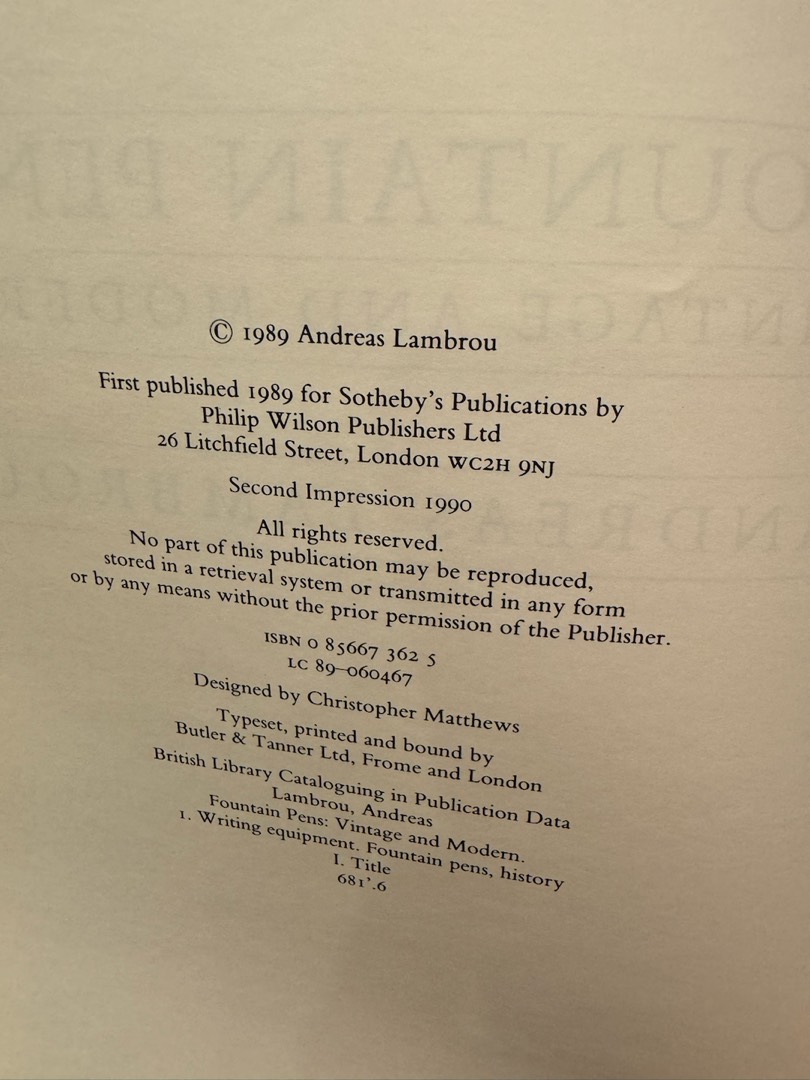 © 1989 Andreas Lambrou
First published 1989 for Sotheby's Publications by
Philip Wilson Publishers Ltd
26 Litchfield Street, London WC2H 9NJ
Second Impression 1990
All rights reserved.
No part of this publication may be reproduced,
stored in a retrieval system or transmitted in any form
or by any means without the prior permission of the Publisher.
ISBN 0 85667 362 5
LC 89–060467
Designed by Christopher Matthews
Typeset, printed and bound by
Butler & Tanner Ltd, Frome and London
British Library Cataloguing in Publication Data
Lambrou, Andreas
Fountain Pens: Vintage and Modern.
1. Writing equipment. Fountain pens, history
I. Title
681'.6